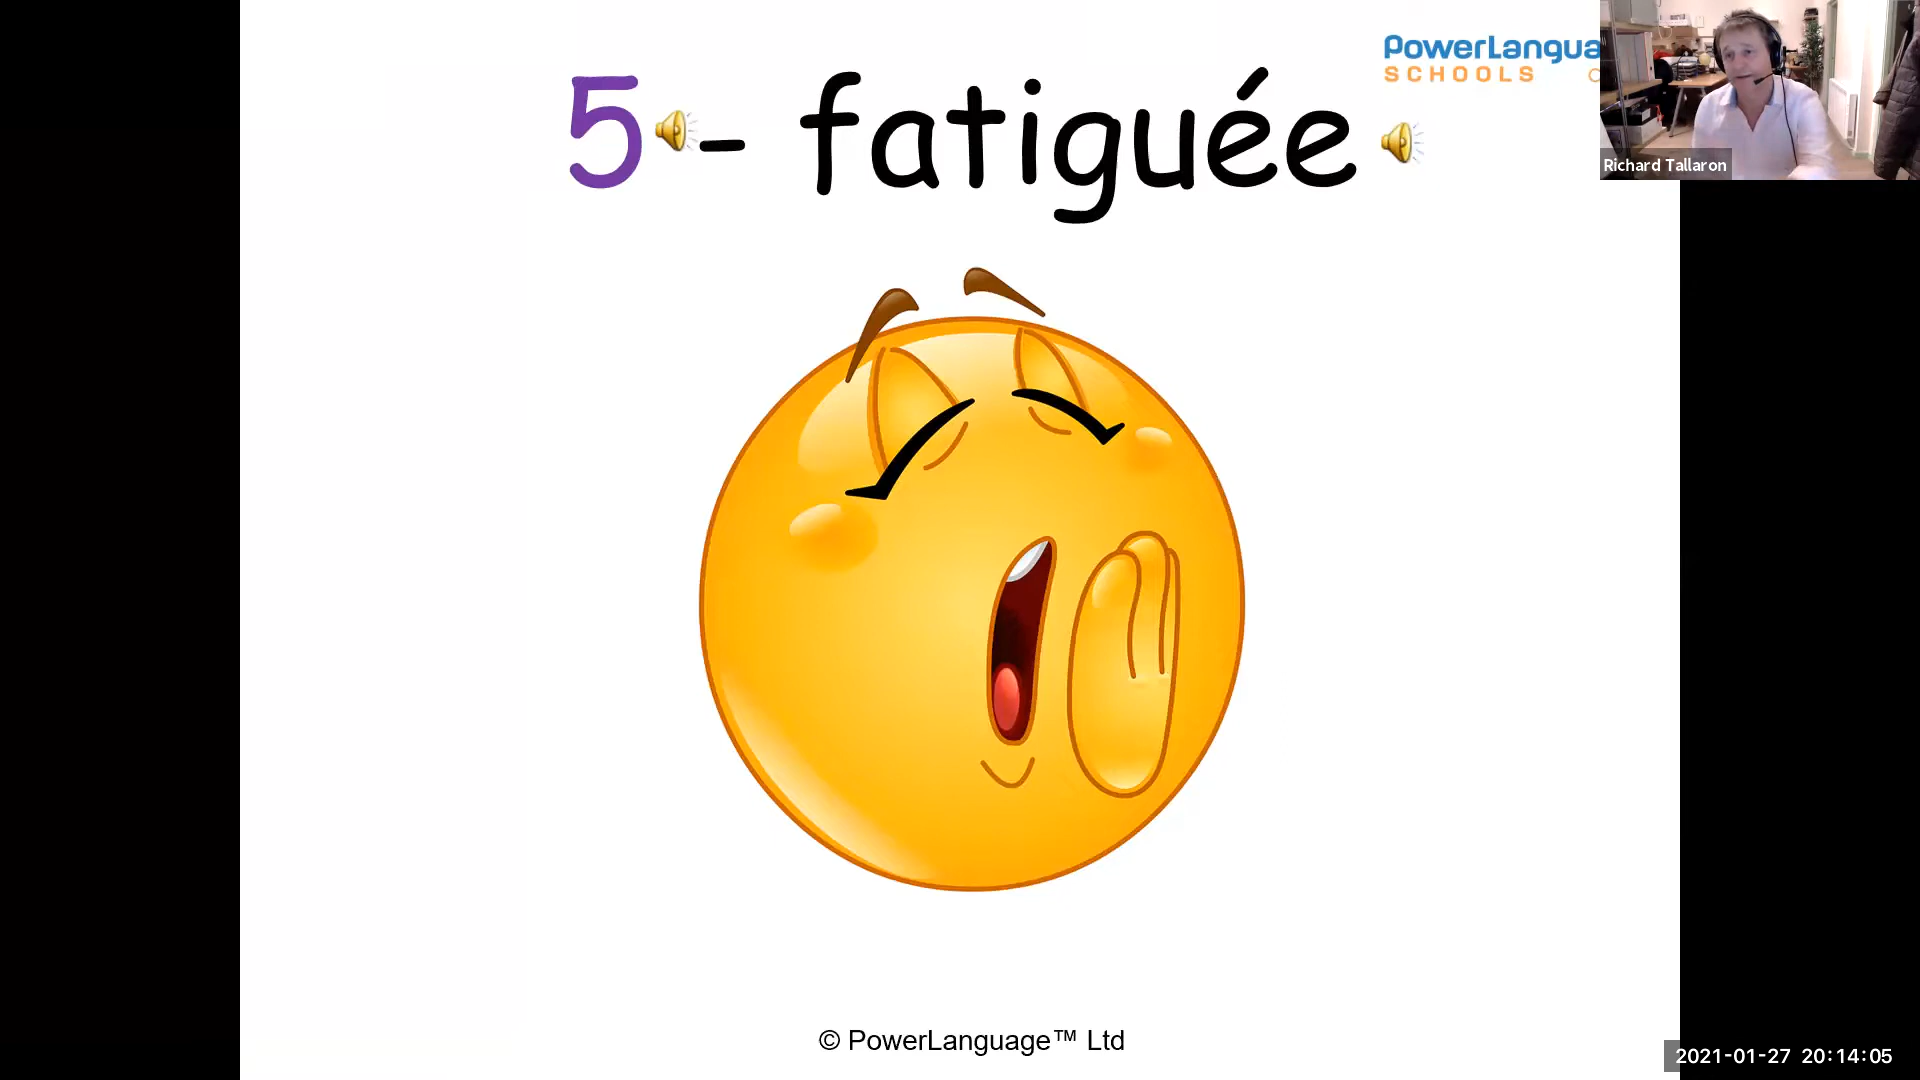 PowerLangua
SCHOOLS
5 - fatiguée
Richard Tallaron
© PowerLanguage™ Ltd
2021-01-27 20:14:05